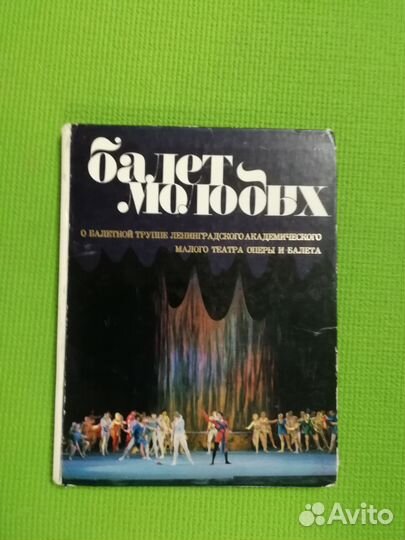 балет
молодых
О БАЛЕТНОЙ ТРУППЕ ЛЕНИНГРАДСКОГО АКАДЕМИЧЕСКОГО
МАЛОГО ТЕАТРА ОПЕРЫ И БАЛЕТА
Avito